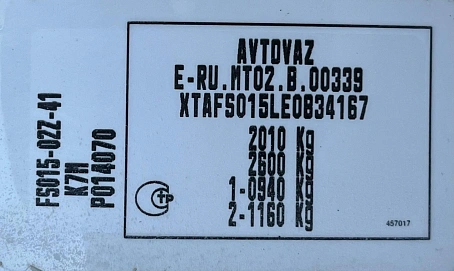 AVTOVAZ
E-RU.MT02.B.00339
XTAFS015LE0834167
2010 Kg
2600 Kg
1-0940 Kg
2-1160 Kg
457017
FS015-02Z-41
K7M
P014070